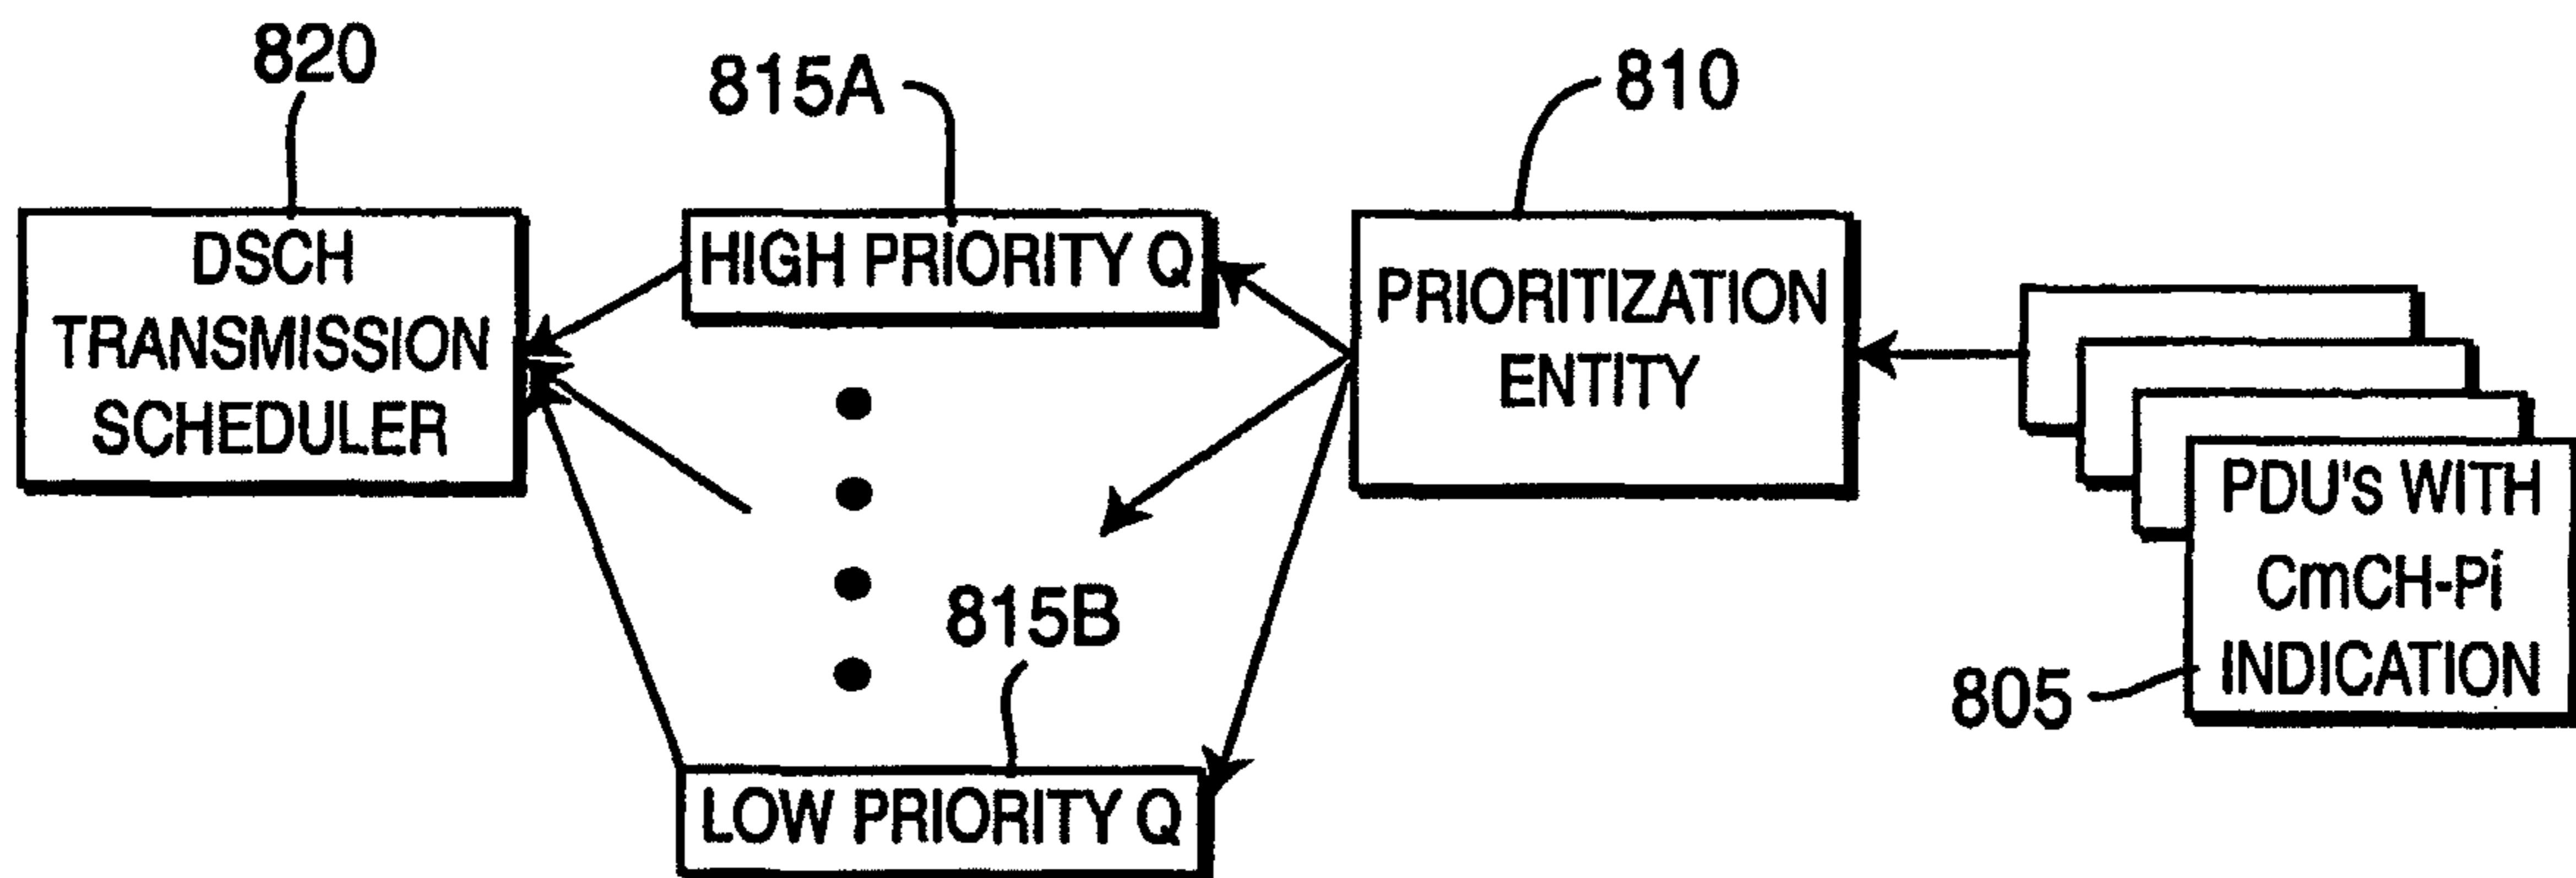 820
815A
810
DSCH
TRANSMISSION
SCHEDULER
HIGH PRIORITY Q
PRIORITIZATION
ENTITY
815B
LOW PRIORITY Q
805
PDU's WITH
CmCH-Pi
INDICATION